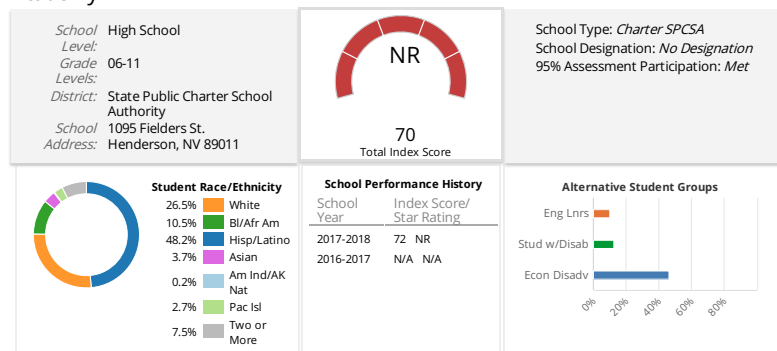 School Level: High School
Grade Levels: 06-11
District: State Public Charter School Authority
School Address: 1095 Fielders St. Henderson, NV 89011
NR
70
Total Index Score
School Type: Charter SPCSA
School Designation: No Designation
95% Assessment Participation: Met
Student Race/Ethnicity
26.5% White
10.5% Bl/Afr Am
48.2% Hisp/Latino
3.7% Asian
0.2% Am Ind/AK Nat
2.7% Pac Isl
7.5% Two or More
School Performance History
School Year Index Score/ Star Rating
2017-2018 72 NR
2016-2017 N/A N/A
Alternative Student Groups
Eng Lnrs
Stud w/Disab
Econ Disadv
0% 20% 40% 60% 80%